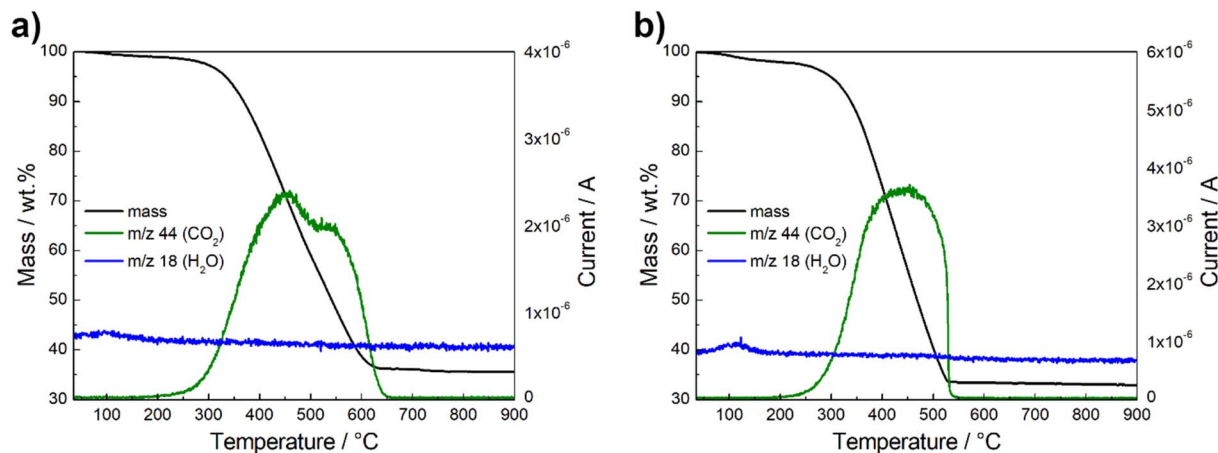 a)
100
90
80
70
60
50
40
30
Mass / wt.%
mass
m/z 44 (CO₂)
m/z 18 (H₂O)
4x10⁻⁶
3x10⁻⁶
2x10⁻⁶
1x10⁻⁶
0
Current / A
100 200 300 400 500 600 700 800 900
Temperature / °C
b)
100
90
80
70
60
50
40
30
Mass / wt.%
mass
m/z 44 (CO₂)
m/z 18 (H₂O)
6x10⁻⁶
5x10⁻⁶
4x10⁻⁶
3x10⁻⁶
2x10⁻⁶
1x10⁻⁶
0
Current / A
100 200 300 400 500 600 700 800 900
Temperature / °C